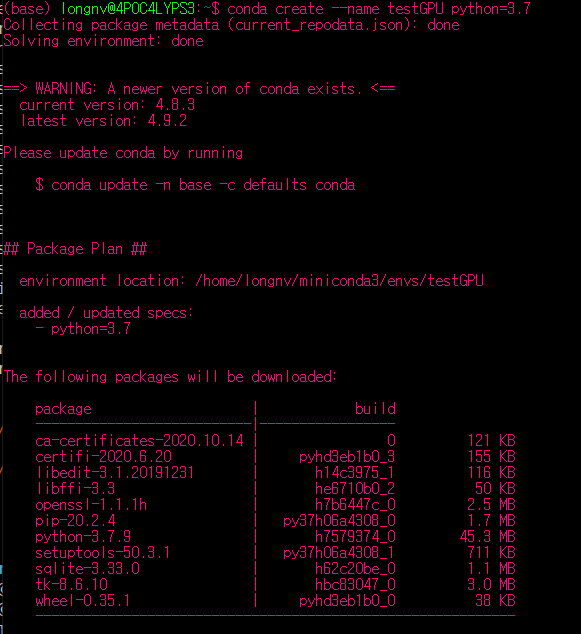 (base) longnv@4POC4LYPS3:~$ conda create --name testGPU python=3.7
Collecting package metadata (current_repodata.json): done
Solving environment: done
==> WARNING: A newer version of conda exists. <==
current version: 4.8.3
latest version: 4.9.2
Please update conda by running
$ conda update -n base -c defaults conda
## Package Plan ##
environment location: /home/longnv/miniconda3/envs/testGPU
added / updated specs:
- python=3.7
The following packages will be downloaded:
package | build
---------------------------|-----------------
ca-certificates-2020.10.14 | 0 121 KB
certifi-2020.6.20 | pyhd3eb1b0_3 155 KB
libedit-3.1.20191231 | h14c3975_1 116 KB
libffi-3.3 | he6710b0_2 50 KB
openssl-1.1.1h | h7b6447c_0 2.5 MB
pip-20.2.4 | py37h06a4308_0 1.7 MB
python-3.7.9 | h7579374_0 45.3 MB
setuptools-50.3.1 | py37h06a4308_1 711 KB
sqlite-3.33.0 | h62c20be_0 1.1 MB
tk-8.6.10 | hbc83047_0 3.0 MB
wheel-0.35.1 | pyhd3eb1b0_0 38 KB
------------------------------------------------------------